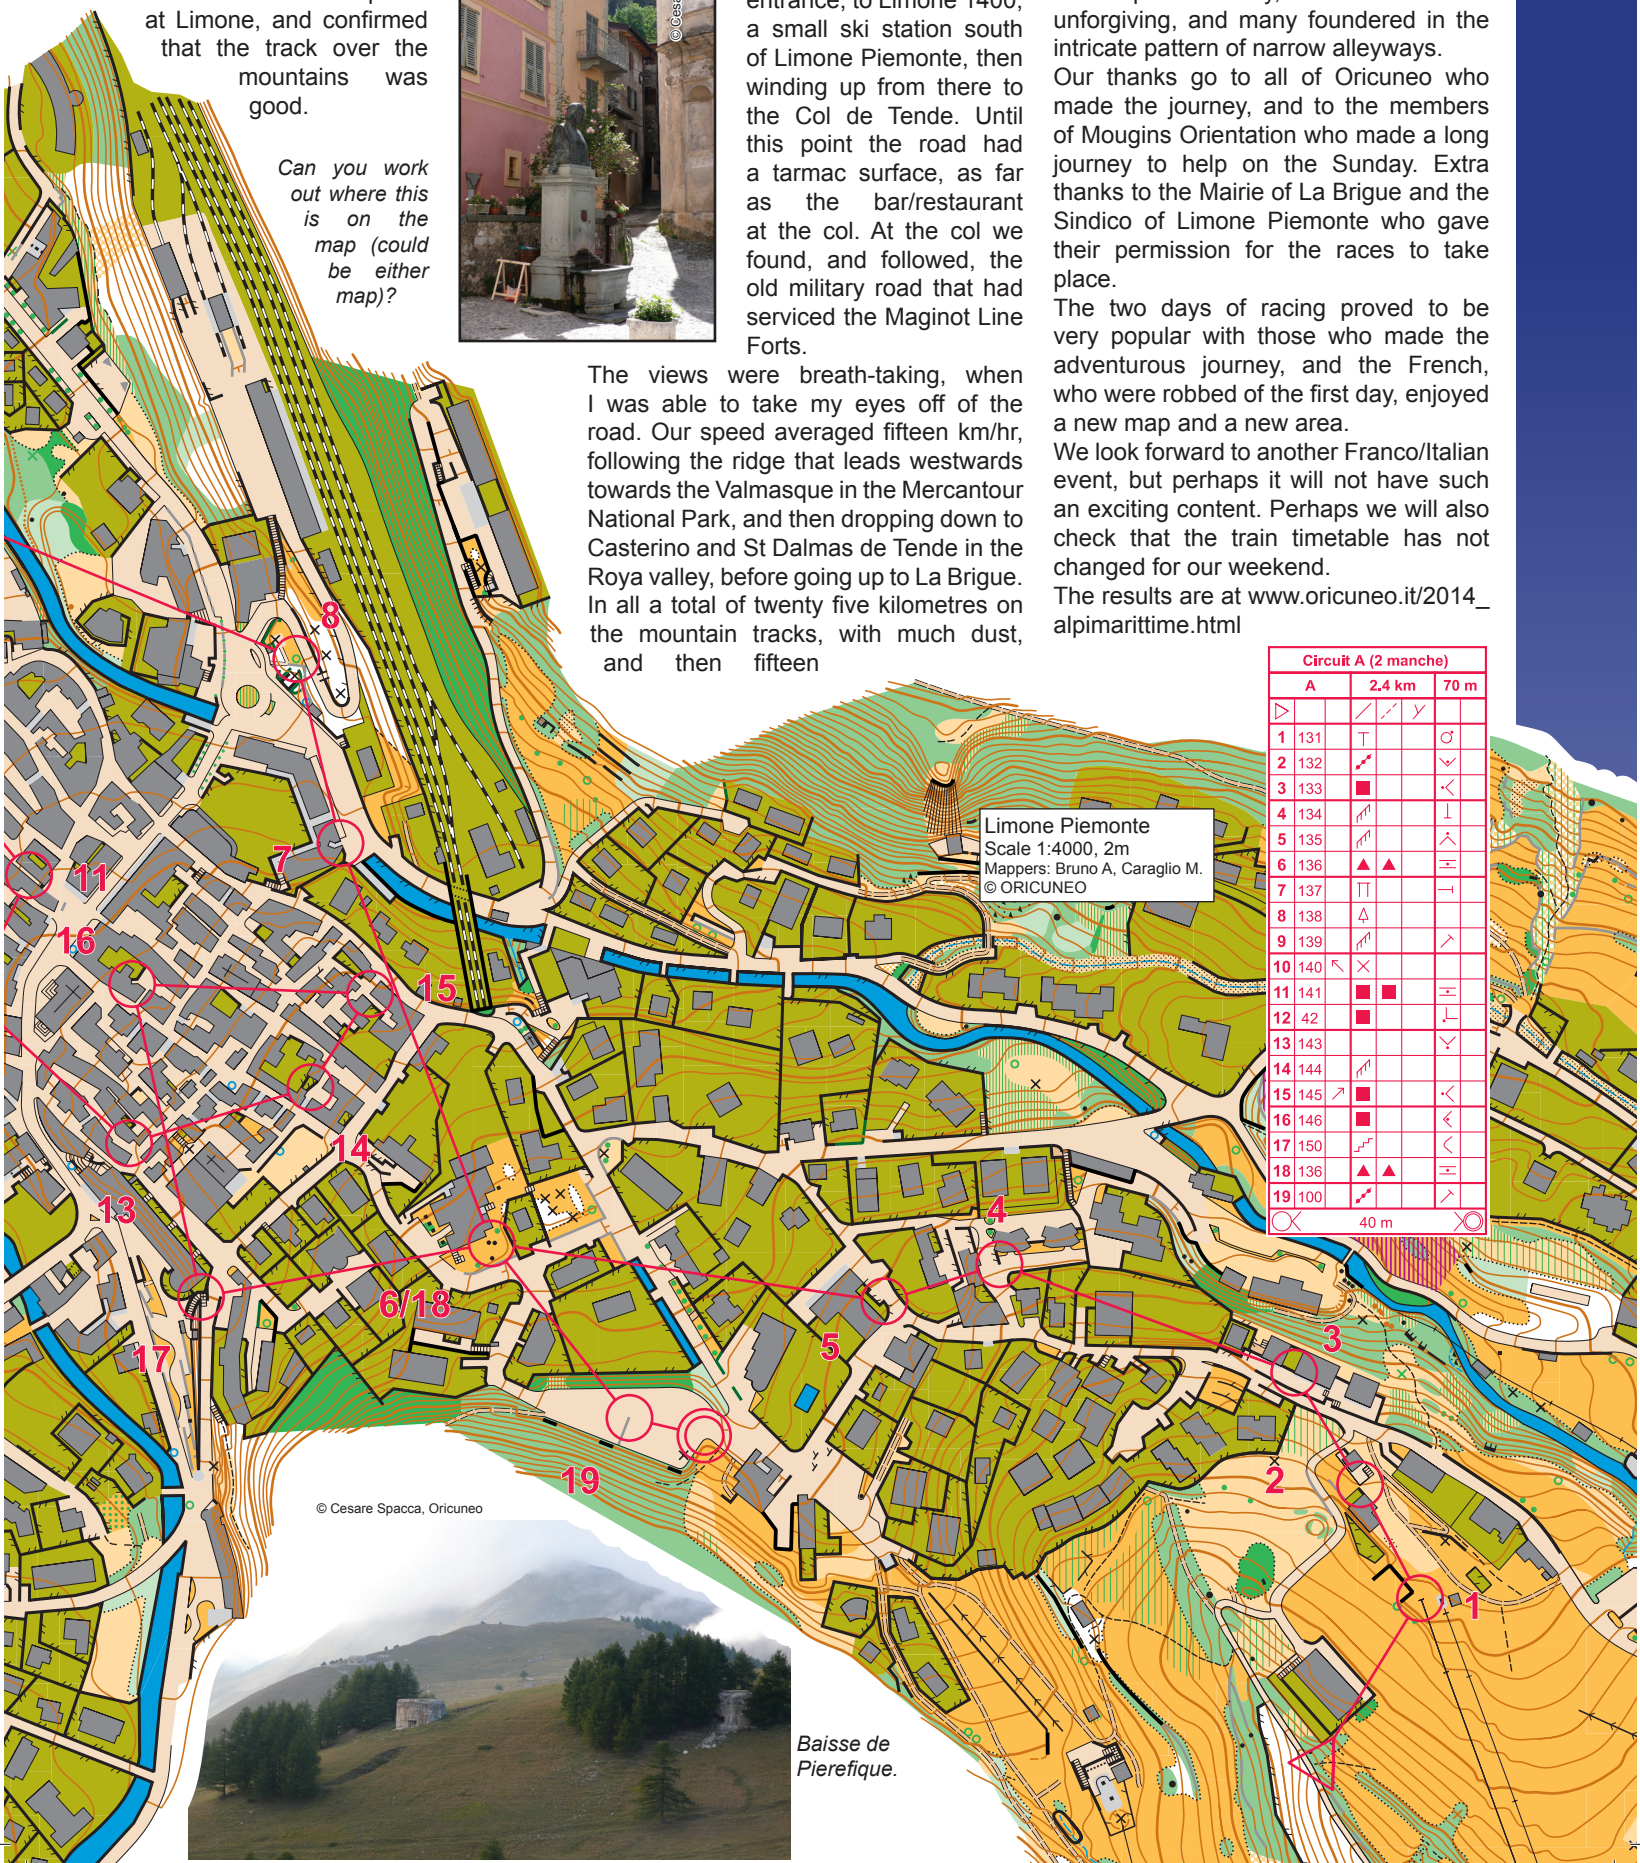 at Limone, and confirmed
that the track over the
mountains was
good.
Can you work
out where this
is on the
map (could
be either
map)?
entrance, to Limone 1400,
a small ski station south
of Limone Piemonte, then
winding up from there to
the Col de Tende. Until
this point the road had
a tarmac surface, as far
as the bar/restaurant
at the col. At the col we
found, and followed, the
old military road that had
serviced the Maginot Line
Forts.
The views were breath-taking, when
I was able to take my eyes off of the
road. Our speed averaged fifteen km/hr,
following the ridge that leads westwards
towards the Valmasque in the Mercantour
National Park, and then dropping down to
Casterino and St Dalmas de Tende in the
Roya valley, before going up to La Brigue.
In all a total of twenty five kilometres on
the mountain tracks, with much dust,
and then fifteen
unforgiving, and many foundered in the
intricate pattern of narrow alleyways.
Our thanks go to all of Oricuneo who
made the journey, and to the members
of Mougins Orientation who made a long
journey to help on the Sunday. Extra
thanks to the Mairie of La Brigue and the
Sindico of Limone Piemonte who gave
their permission for the races to take
place.
The two days of racing proved to be
very popular with those who made the
adventurous journey, and the French,
who were robbed of the first day, enjoyed
a new map and a new area.
We look forward to another Franco/Italian
event, but perhaps it will not have such
an exciting content. Perhaps we will also
check that the train timetable has not
changed for our weekend.
The results are at www.oricuneo.it/2014_
alpimarittime.html
Circuit A (2 manche)
A 2.4 km 70 m
1 131
2 132
3 133
4 134
5 135
6 136
7 137
8 138
9 139
10 140
11 141
12 42
13 143
14 144
15 145
16 146
17 150
18 136
19 100
40 m
Limone Piemonte
Scale 1:4000, 2m
Mappers: Bruno A, Caraglio M.
© ORICUNEO
8
7
11
16
15
14
13
4
6/18
5
3
17
2
19
1
© Cesare Spacca, Oricuneo
Baisse de
Pierefique.